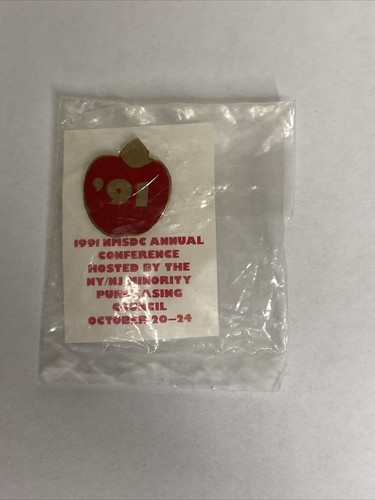 '91
1991 NMSDC ANNUAL
CONFERENCE
HOSTED BY THE
NY/NJ MINORITY
PURCHASING
COUNCIL
OCTOBER 20-24